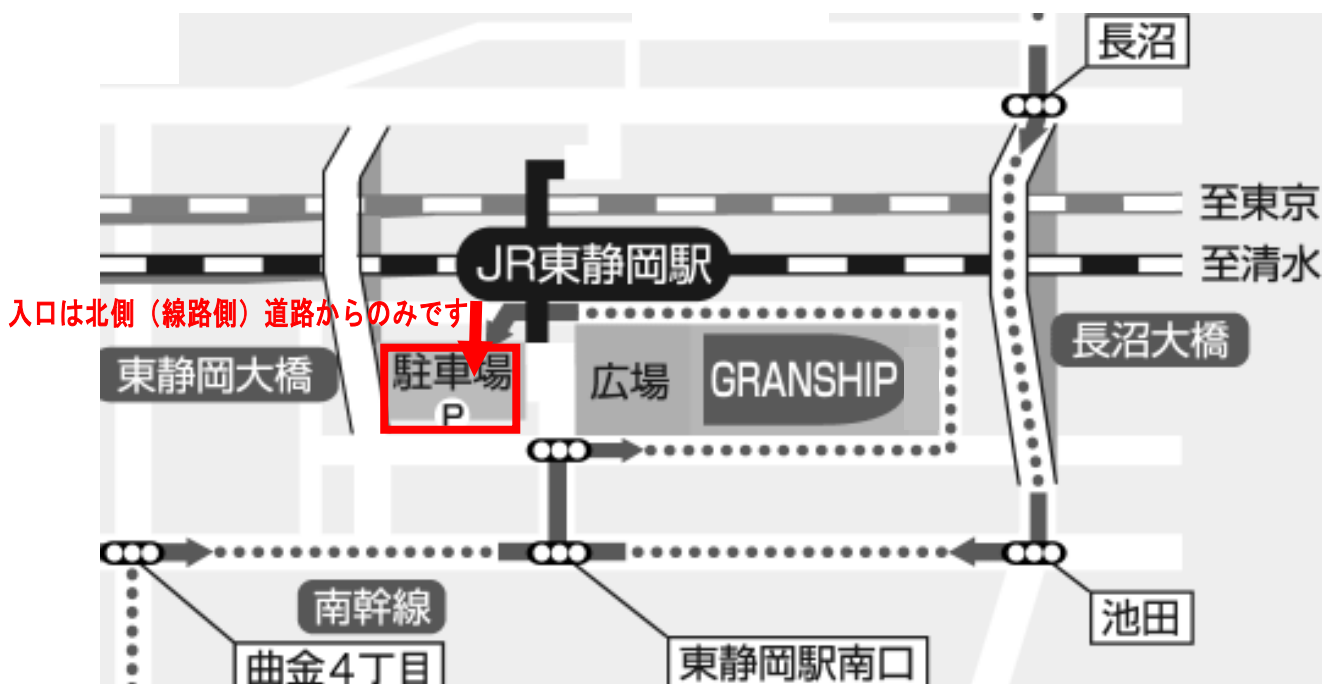 長沼
至東京
JR東静岡駅
至清水
入口は北側（線路側）道路からのみです
長沼大橋
東静岡大橋
駐車場
P
広場
GRANSHIP
南幹線
池田
曲金4丁目
東静岡駅南口